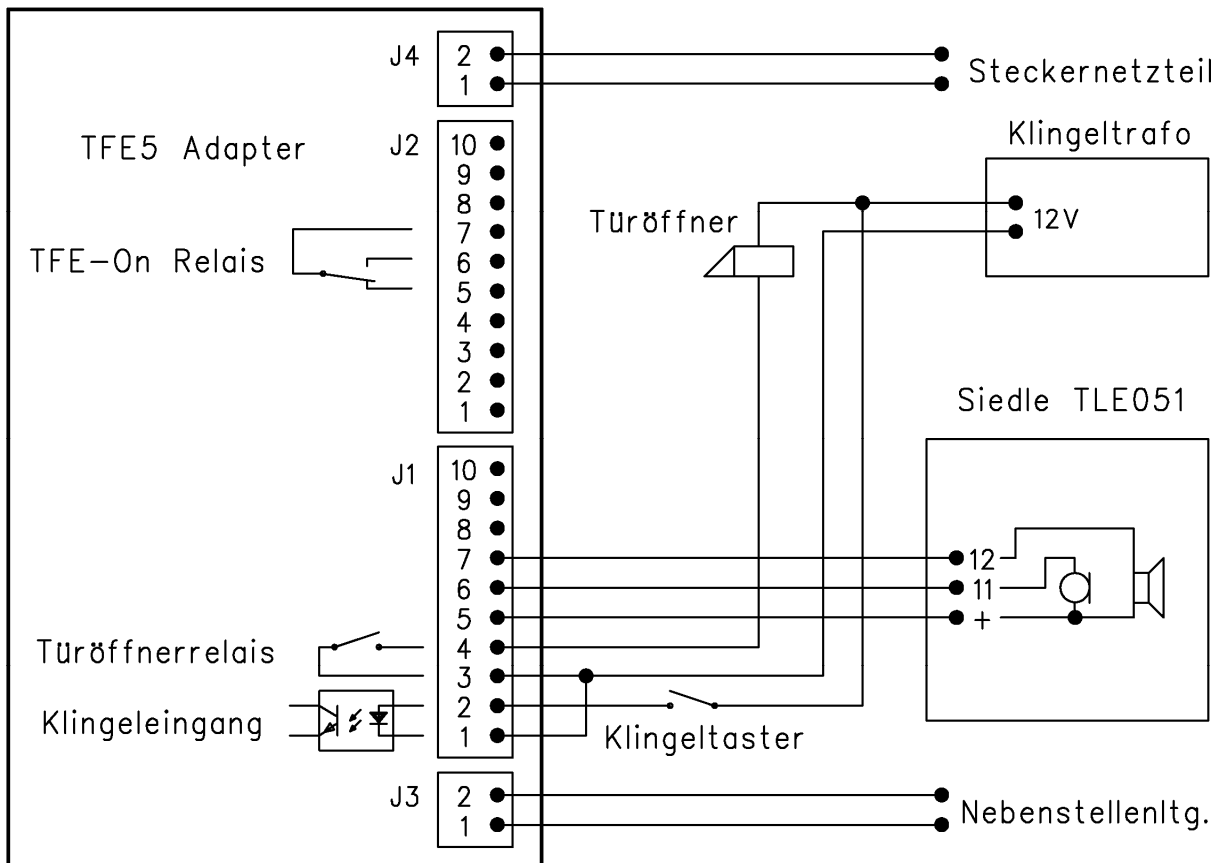 J4
2
1
Steckernetzteil
TFE5 Adapter
J2
10
9
8
7
6
5
4
3
2
1
TFE-On Relais
Klingeltrafo
12V
Türöffner
Siedle TLE051
12
11
+
J1
10
9
8
7
6
5
4
3
2
1
Türöffnerrelais
Klingeleingang
Klingeltaster
J3
2
1
Nebenstellenltg.